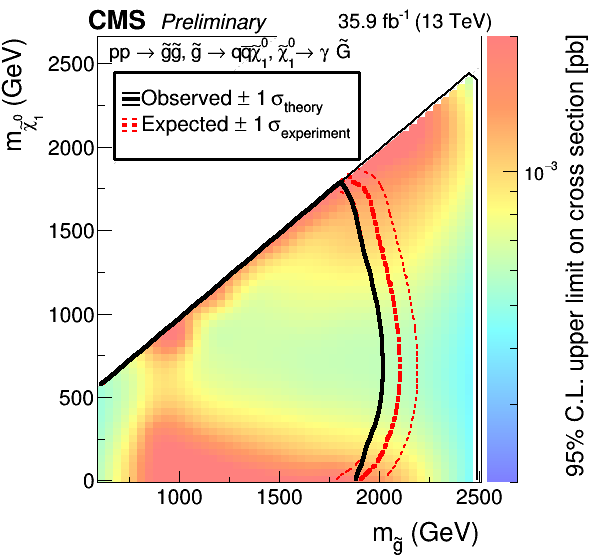 CMS Preliminary 35.9 fb⁻¹ (13 TeV)
pp → g̃g̃, g̃ → qq̅χ̃⁰₁, χ̃⁰₁→ γ G̃
Observed ± 1 σtheory
Expected ± 1 σexperiment
m χ̃⁰₁ (GeV)
2500
2000
1500
1000
500
0
1000 1500 2000 2500
m g̃ (GeV)
10⁻³
95% C.L. upper limit on cross section [pb]